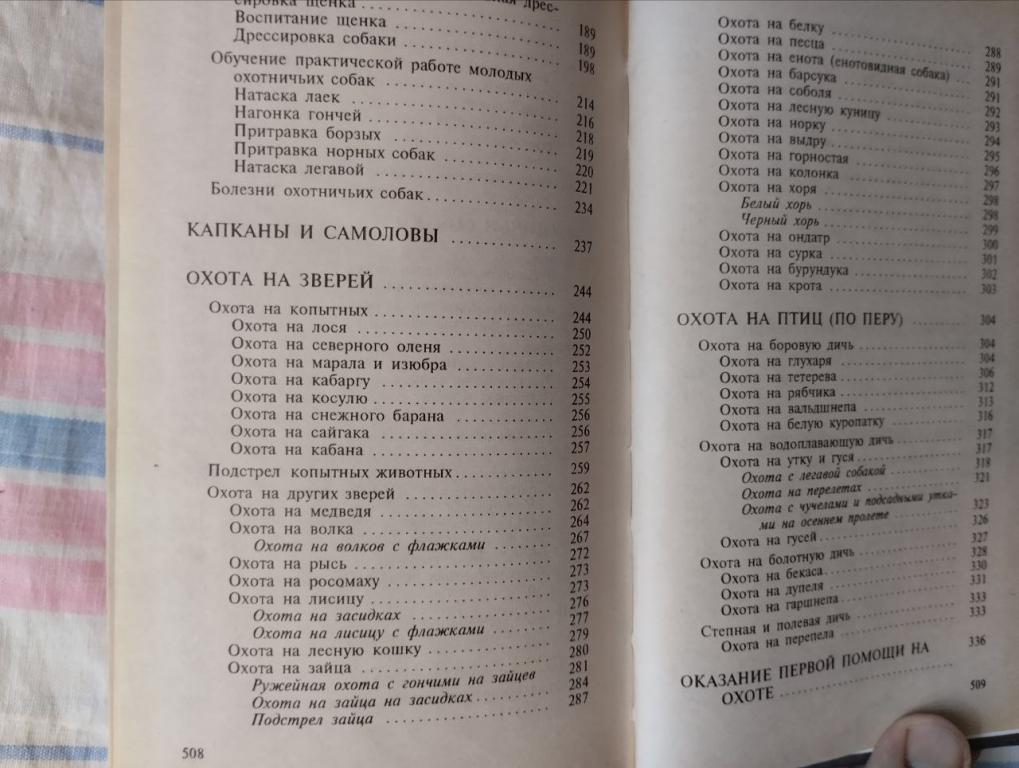 сировка щенка ... 189
Воспитание щенка ... 189
Дрессировка собаки ... 198
Обучение практической работе молодых
охотничьих собак ... 214
Натаска лаек ... 216
Нагонка гончей ... 218
Притравка борзых ... 219
Притравка норных собак ... 220
Натаска легавой ... 221
Болезни охотничьих собак ... 234
КАПКАНЫ И САМОЛОВЫ ... 237
ОХОТА НА ЗВЕРЕЙ ... 244
Охота на копытных ... 244
Охота на лося ... 250
Охота на северного оленя ... 252
Охота на марала и изюбра ... 253
Охота на кабаргу ... 254
Охота на косулю ... 255
Охота на снежного барана ... 256
Охота на сайгака ... 256
Охота на кабана ... 257
Подстрел копытных животных ... 259
Охота на других зверей ... 262
Охота на медведя ... 262
Охота на волка ... 264
Охота на волков с флажками ... 267
Охота на рысь ... 272
Охота на росомаху ... 273
Охота на лисицу ... 273
Охота на засидках ... 276
Охота на лисицу с флажками ... 277
Охота на лесную кошку ... 279
Охота на зайца ... 280
Ружейная охота с гончими на зайцев 281
Охота на зайца на засидках ... 284
Подстрел зайца ... 287
508
Охота на белку ... 288
Охота на песца ... 289
Охота на енота (енотовидная собака) ... 291
Охота на барсука ... 291
Охота на соболя ... 292
Охота на лесную куницу ... 293
Охота на норку ... 294
Охота на выдру ... 295
Охота на горностая ... 296
Охота на колонка ... 297
Охота на хоря ... 298
Белый хорь ... 298
Черный хорь ... 299
Охота на ондатр ... 300
Охота на сурка ... 301
Охота на бурундука ... 302
Охота на крота ... 303
ОХОТА НА ПТИЦ (ПО ПЕРУ) ... 304
Охота на боровую дичь ... 304
Охота на глухаря ... 304
Охота на тетерева ... 306
Охота на рябчика ... 312
Охота на вальдшнепа ... 313
Охота на белую куропатку ... 316
Охота на водоплавающую дичь ... 317
Охота на утку и гуся ... 317
Охота с легавой собакой ... 318
Охота на перелетах ... 321
Охота с чучелами и подсадными утка-
ми на осеннем пролете ... 323
Охота на гусей ... 326
Охота на болотную дичь ... 327
Охота на бекаса ... 328
Охота на дупеля ... 330
Охота на гаршнепа ... 331
Степная и полевая дичь ... 333
Охота на перепела ... 333
ОКАЗАНИЕ ПЕРВОЙ ПОМОЩИ НА
ОХОТЕ ... 336
509